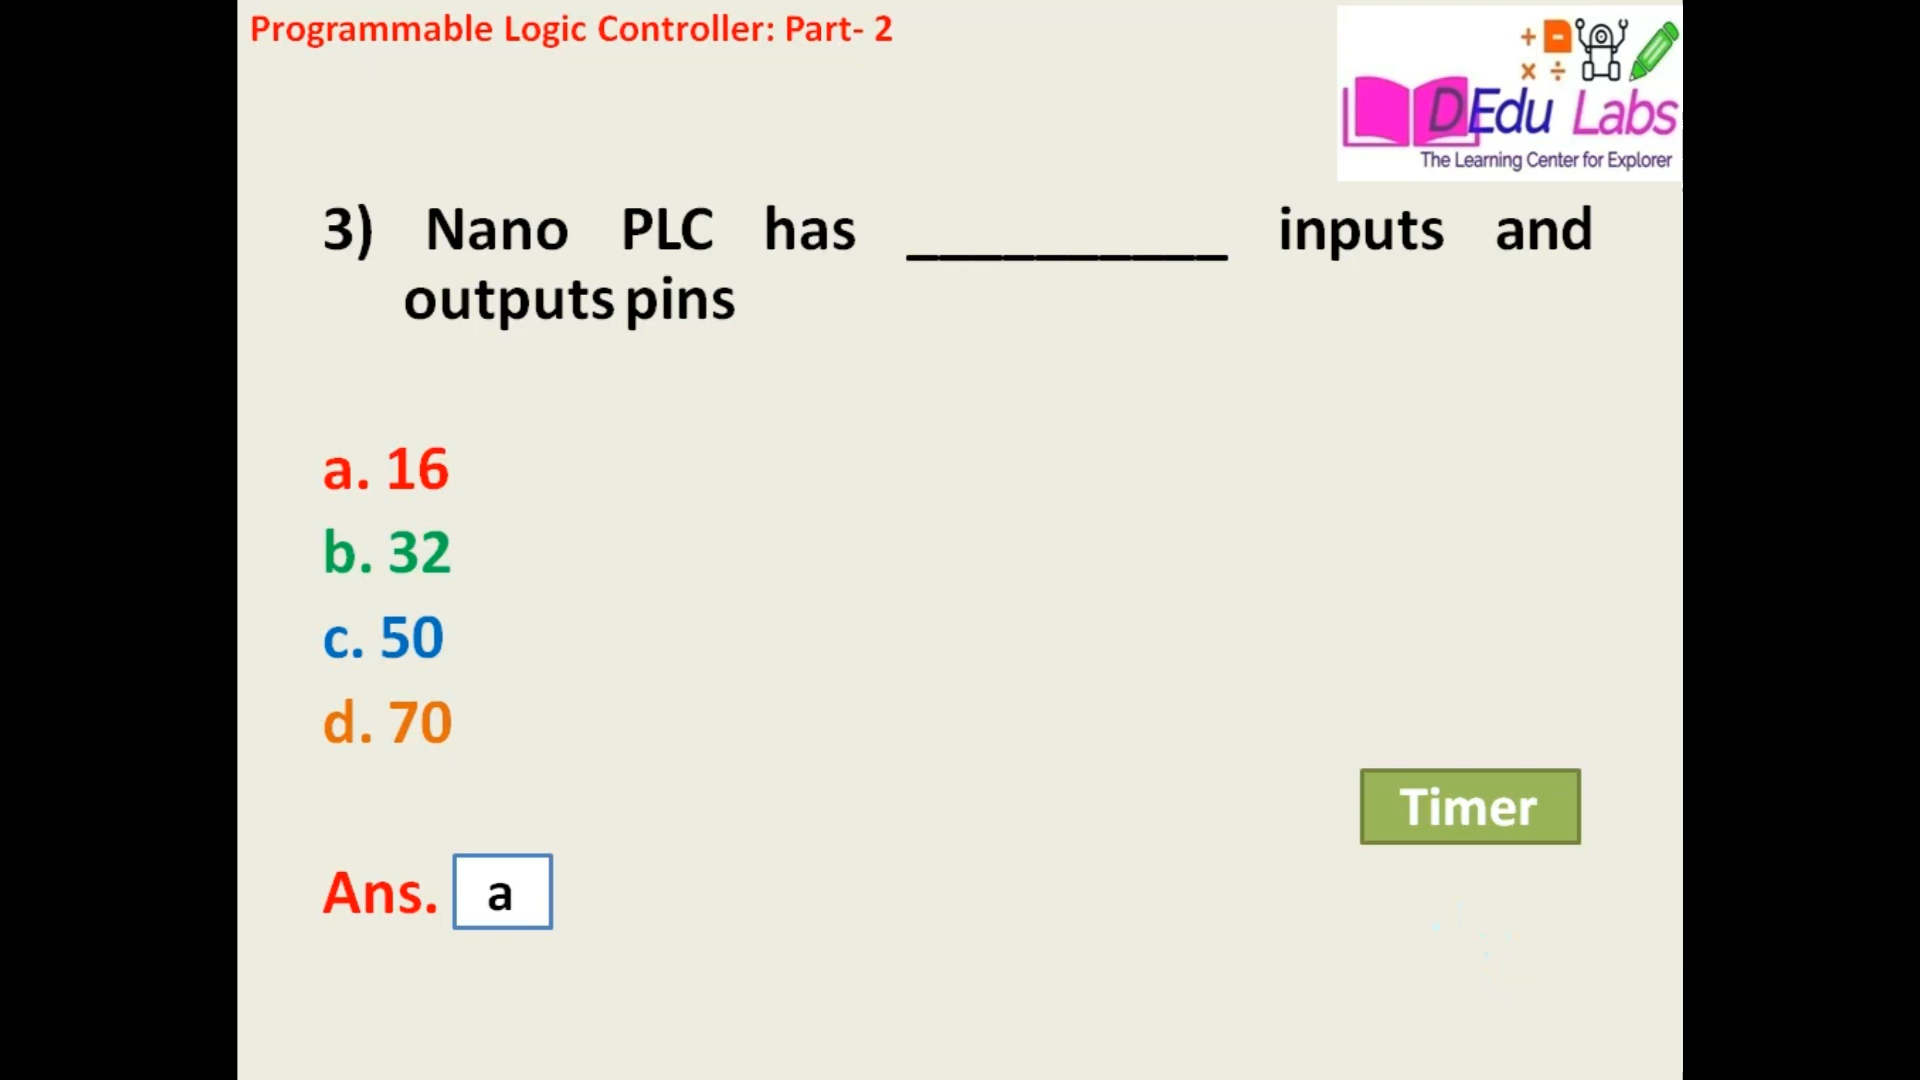 Programmable Logic Controller: Part- 2
+ -
× ÷
DEdu Labs
The Learning Center for Explorer
3) Nano PLC has __________ inputs and
outputs pins
a. 16
b. 32
c. 50
d. 70
Timer
Ans. a